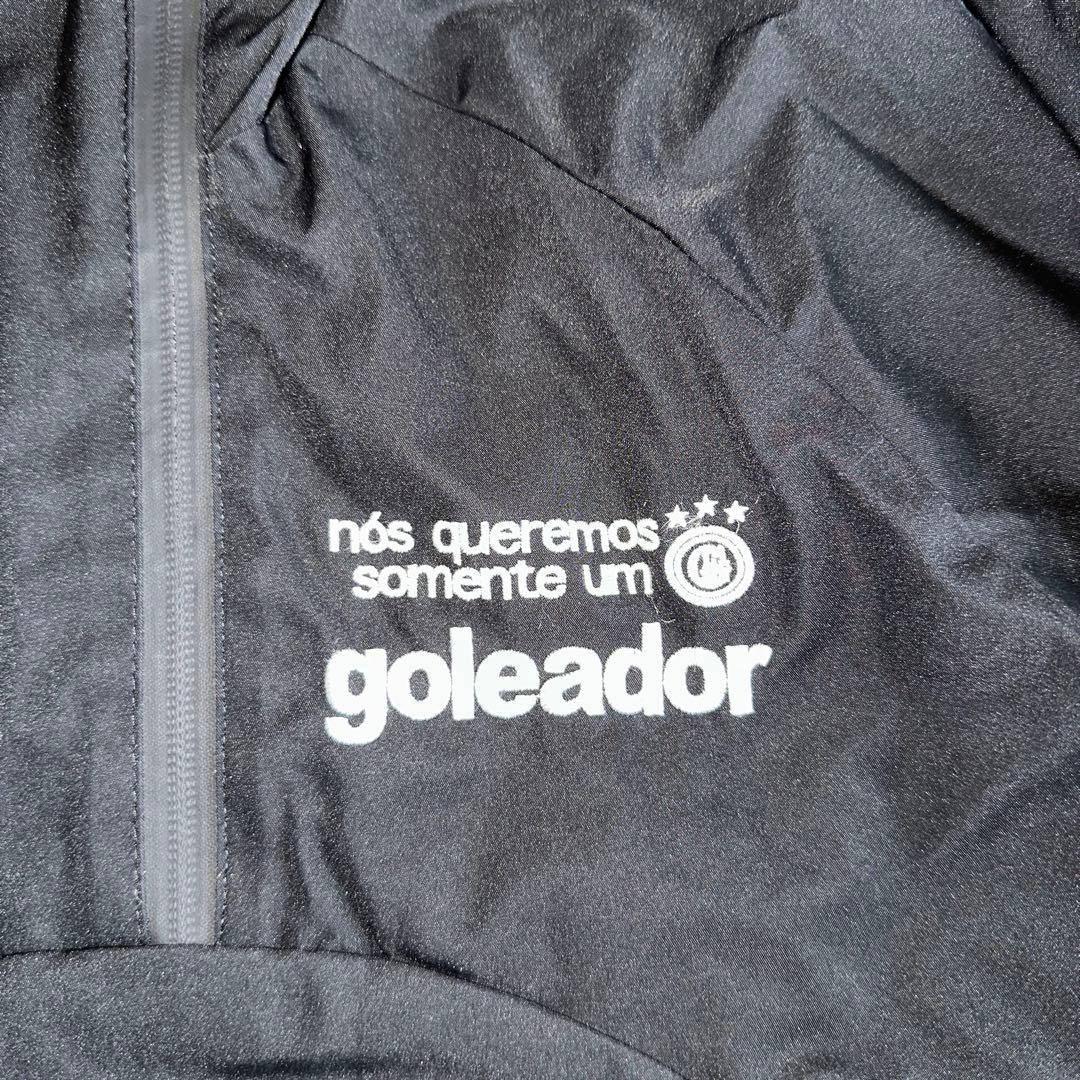 nós queremos
somente um
goleador